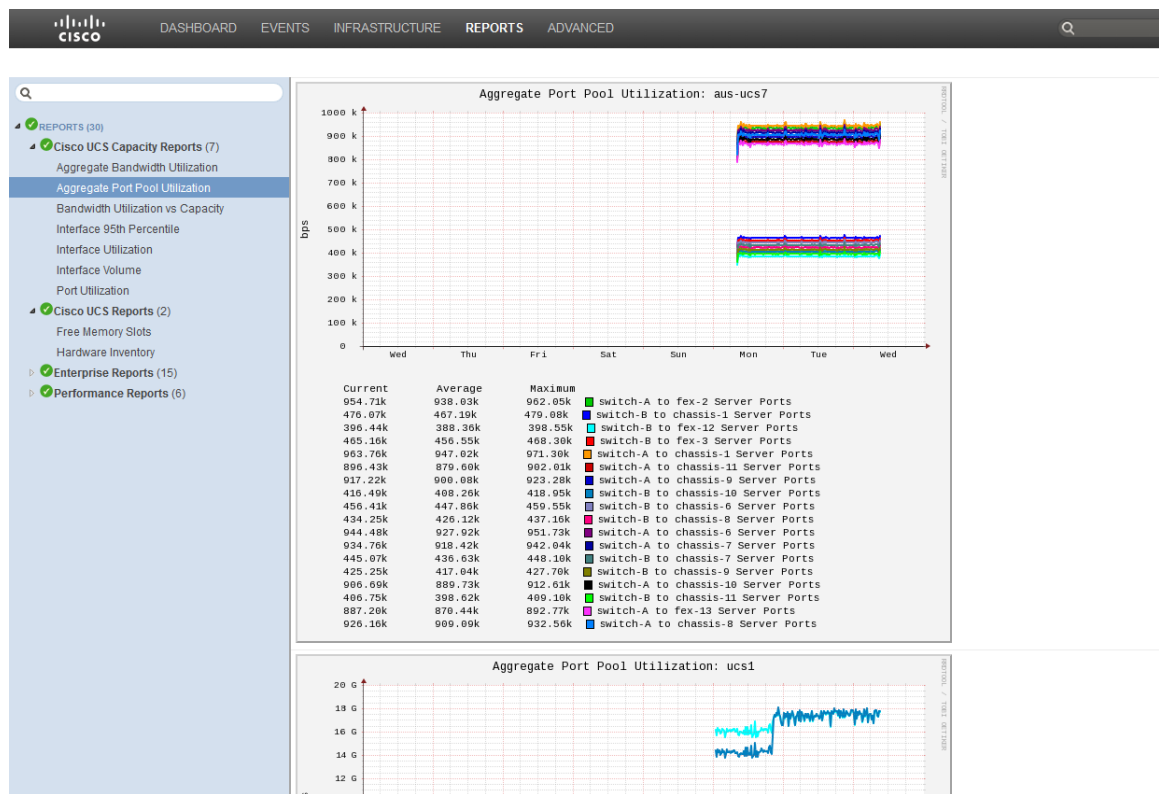 CISCO
DASHBOARD EVENTS INFRASTRUCTURE REPORTS ADVANCED
REPORTS (30)
Cisco UCS Capacity Reports (7)
Aggregate Bandwidth Utilization
Aggregate Port Pool Utilization
Bandwidth Utilization vs Capacity
Interface 95th Percentile
Interface Utilization
Interface Volume
Port Utilization
Cisco UCS Reports (2)
Free Memory Slots
Hardware Inventory
Enterprise Reports (15)
Performance Reports (6)
Aggregate Port Pool Utilization: aus-ucs7
RRDTOOL / TOBI OETIKER
bps
1000 k
900 k
800 k
700 k
600 k
500 k
400 k
300 k
200 k
100 k
0
Wed Thu Fri Sat Sun Mon Tue Wed
Current Average Maximum
954.71k 938.03k 962.05k switch-A to fex-2 Server Ports
476.07k 467.19k 479.08k switch-B to chassis-1 Server Ports
396.44k 388.36k 398.55k switch-B to fex-12 Server Ports
465.16k 456.55k 468.30k switch-B to fex-3 Server Ports
963.76k 947.02k 971.30k switch-A to chassis-1 Server Ports
896.43k 879.60k 902.01k switch-A to chassis-11 Server Ports
917.22k 900.08k 923.28k switch-A to chassis-9 Server Ports
416.49k 408.26k 418.95k switch-B to chassis-10 Server Ports
456.41k 447.86k 459.55k switch-B to chassis-6 Server Ports
434.25k 426.12k 437.16k switch-B to chassis-8 Server Ports
944.48k 927.92k 951.73k switch-A to chassis-6 Server Ports
934.76k 918.42k 942.04k switch-A to chassis-7 Server Ports
445.07k 436.63k 448.10k switch-B to chassis-7 Server Ports
425.25k 417.04k 427.70k switch-B to chassis-9 Server Ports
906.69k 889.73k 912.61k switch-A to chassis-10 Server Ports
406.75k 398.62k 409.10k switch-B to chassis-11 Server Ports
887.20k 870.44k 892.77k switch-A to fex-13 Server Ports
926.16k 909.09k 932.56k switch-A to chassis-8 Server Ports
Aggregate Port Pool Utilization: ucs1
RRDTOOL / TOBI OETIKER
20 G
18 G
16 G
14 G
12 G